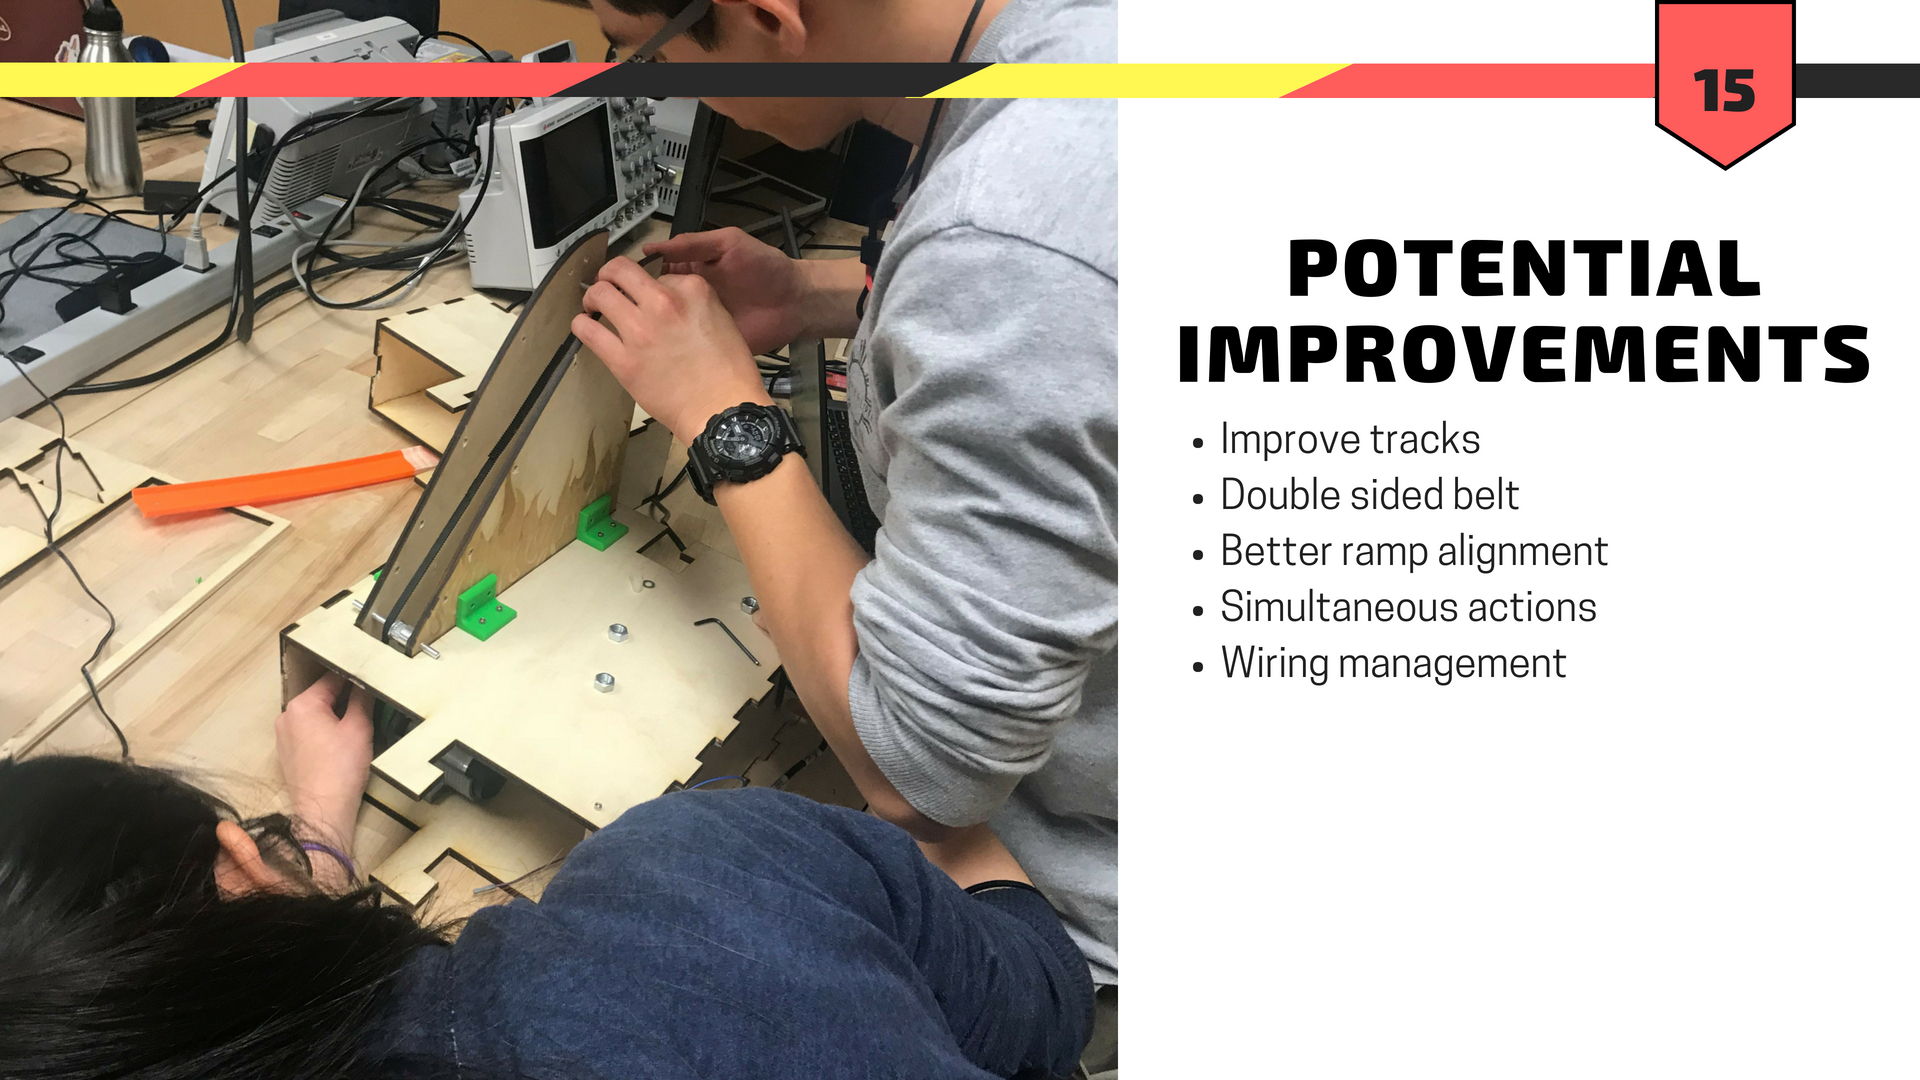 15
POTENTIAL
IMPROVEMENTS
• Improve tracks
• Double sided belt
• Better ramp alignment
• Simultaneous actions
• Wiring management